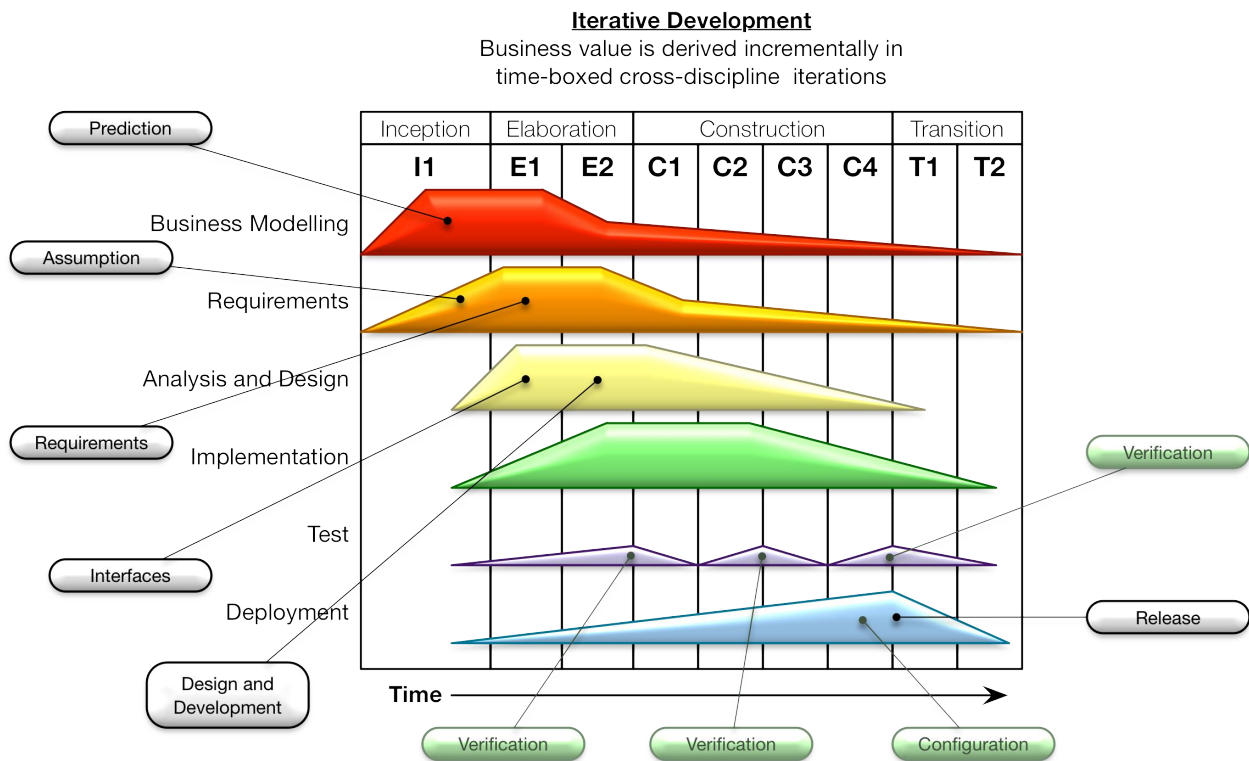 Iterative Development
Business value is derived incrementally in
time-boxed cross-discipline iterations
Prediction
Inception
Elaboration
Construction
Transition
I1
E1
E2
C1
C2
C3
C4
T1
T2
Business Modelling
Assumption
Requirements
Analysis and Design
Requirements
Implementation
Verification
Test
Interfaces
Deployment
Release
Design and
Development
Time
Verification
Verification
Configuration